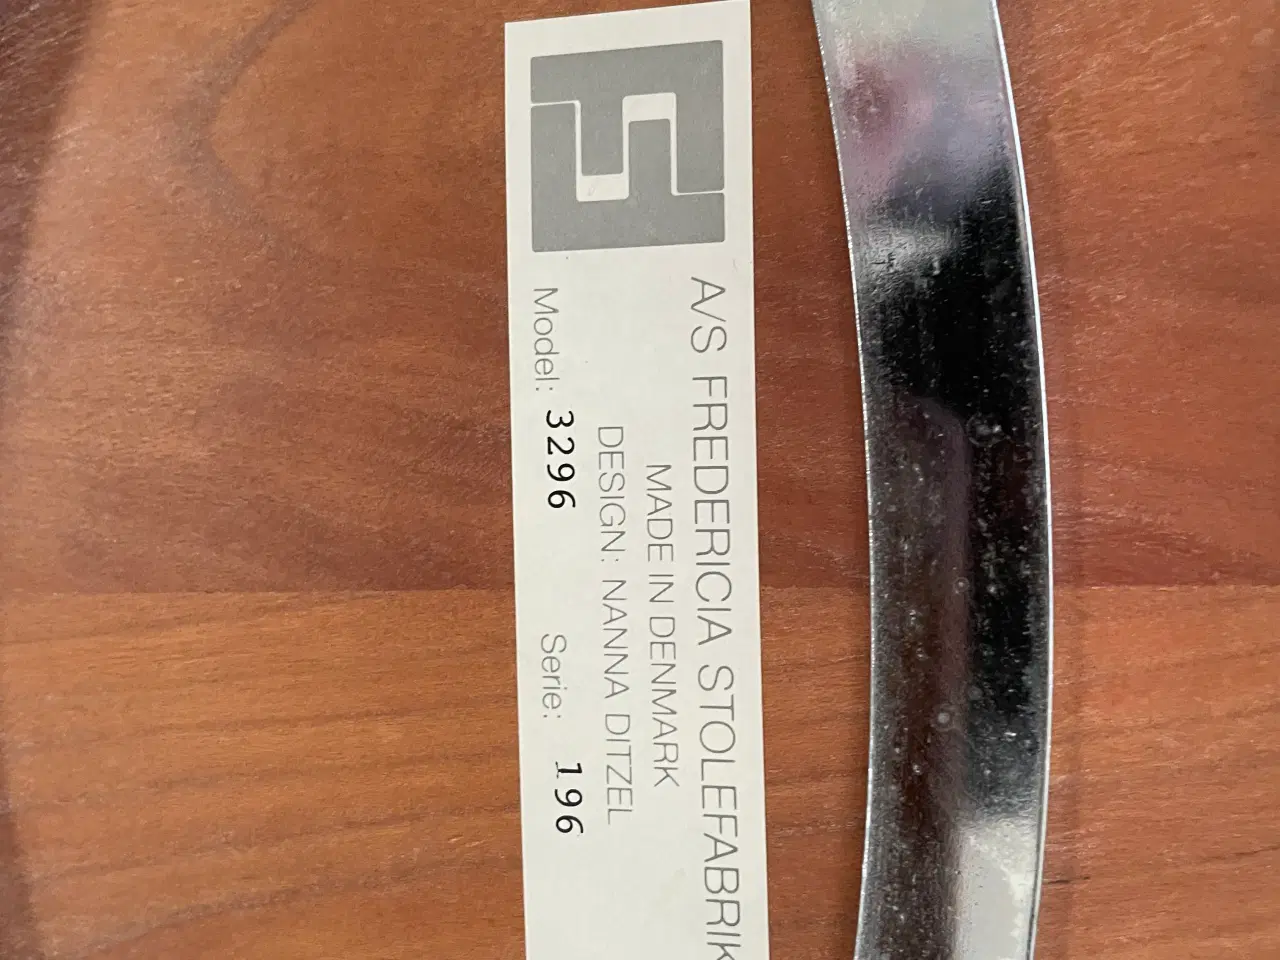 A/S FREDERICIA STOLEFABRIK
MADE IN DENMARK
DESIGN: NANNA DITZEL
Model: 3296 Serie: 196